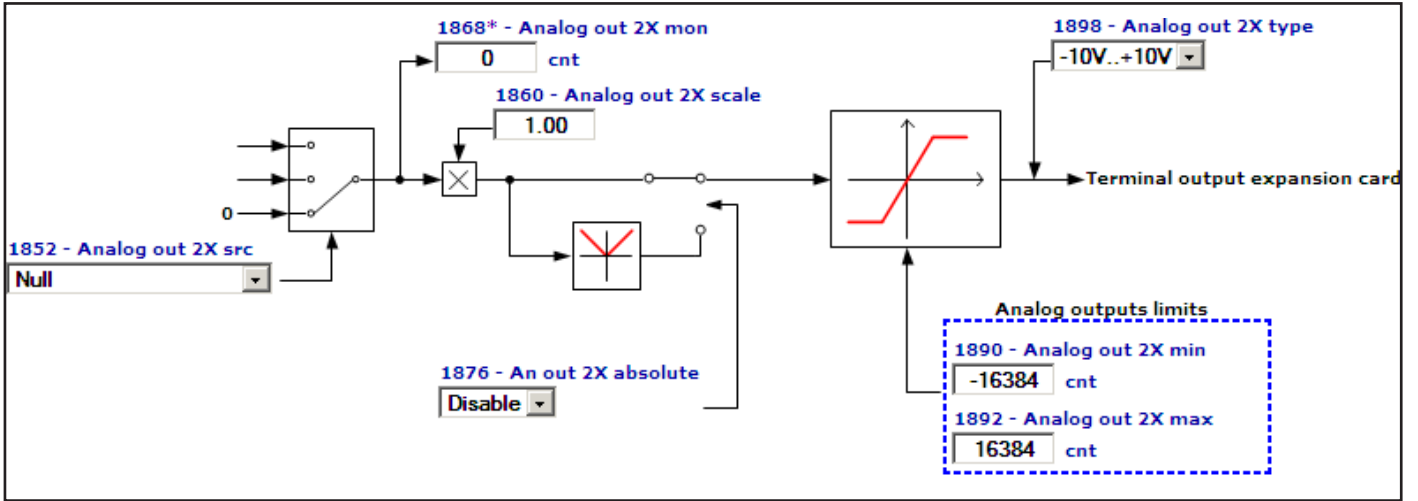 1868* - Analog out 2X mon
0 cnt
1898 - Analog out 2X type
-10V..+10V
1860 - Analog out 2X scale
1.00
Terminal output expansion card
0
1852 - Analog out 2X src
Null
Analog outputs limits
1890 - Analog out 2X min
-16384 cnt
1876 - An out 2X absolute
Disable
1892 - Analog out 2X max
16384 cnt